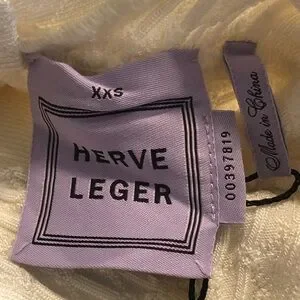 XXS
HERVE
LEGER
00397819
Made in China